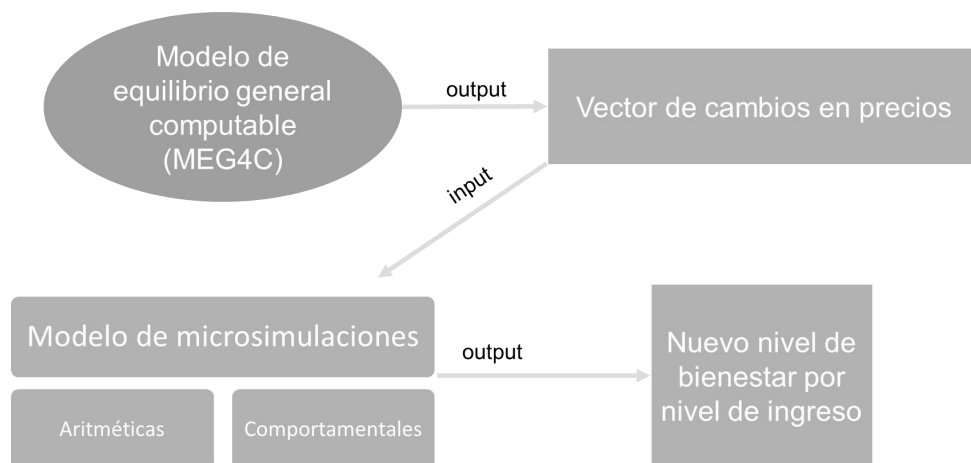 Modelo de
equilibrio general
computable
(MEG4C)
output
Vector de cambios en precios
input
Modelo de microsimulaciones
output
Nuevo nivel de
bienestar por
nivel de ingreso
Aritméticas
Comportamentales